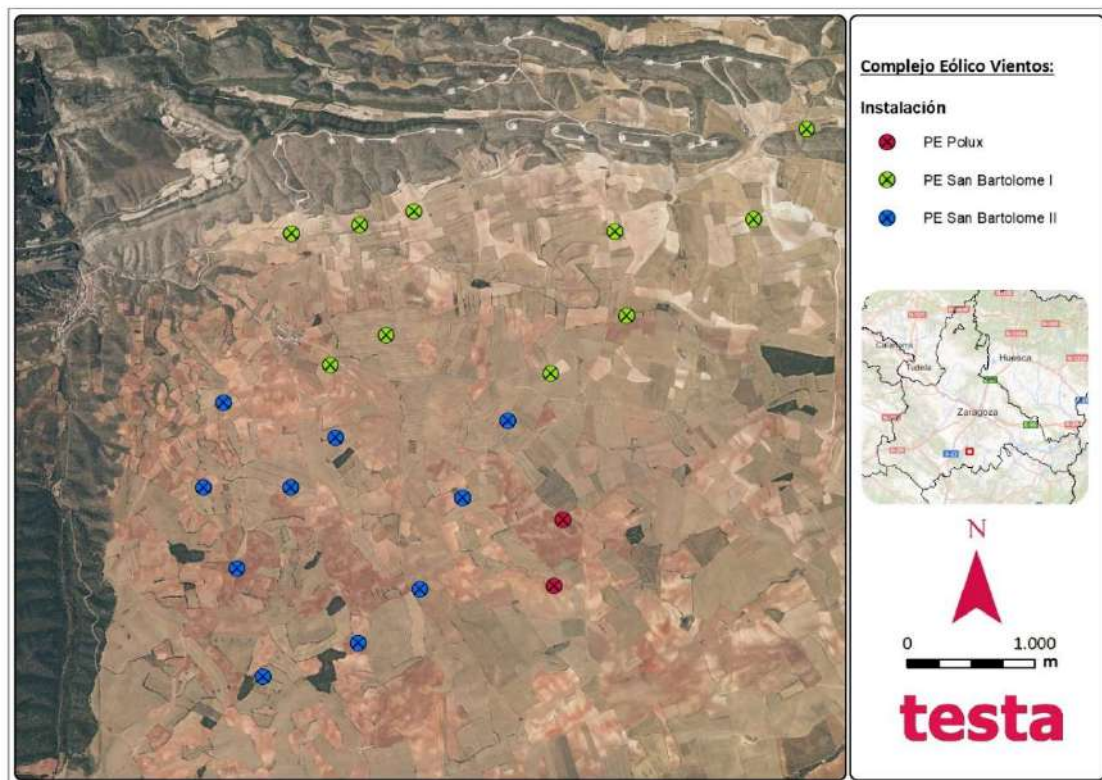 Complejo Eólico Vientos:
Instalación
PE Polux
PE San Bartolome I
PE San Bartolome II
Calahorra
Tudela
Huesca
Zaragoza
N
0 1.000
m
testa